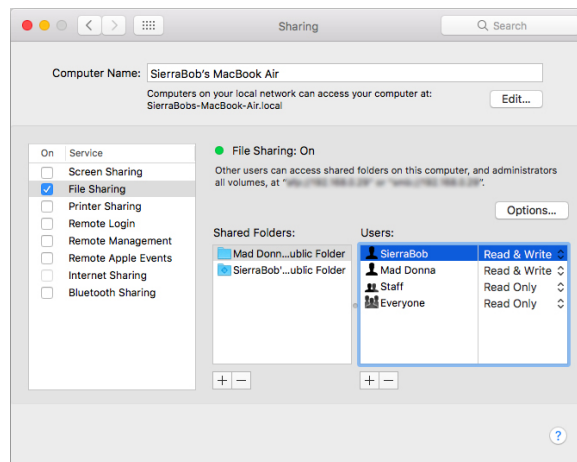 Sharing
Search
Computer Name: SierraBob's MacBook Air
Computers on your local network can access your computer at:
SierraBobs-MacBook-Air.local
Edit...
On Service
Screen Sharing
File Sharing
Printer Sharing
Remote Login
Remote Management
Remote Apple Events
Internet Sharing
Bluetooth Sharing
File Sharing: On
Other users can access shared folders on this computer, and administrators
all volumes, at "
Options...
Shared Folders:
Mad Donn...ublic Folder
SierraBob'...ublic Folder
Users:
SierraBob Read & Write
Mad Donna Read & Write
Staff Read Only
Everyone Read Only
+ −
+ −
?